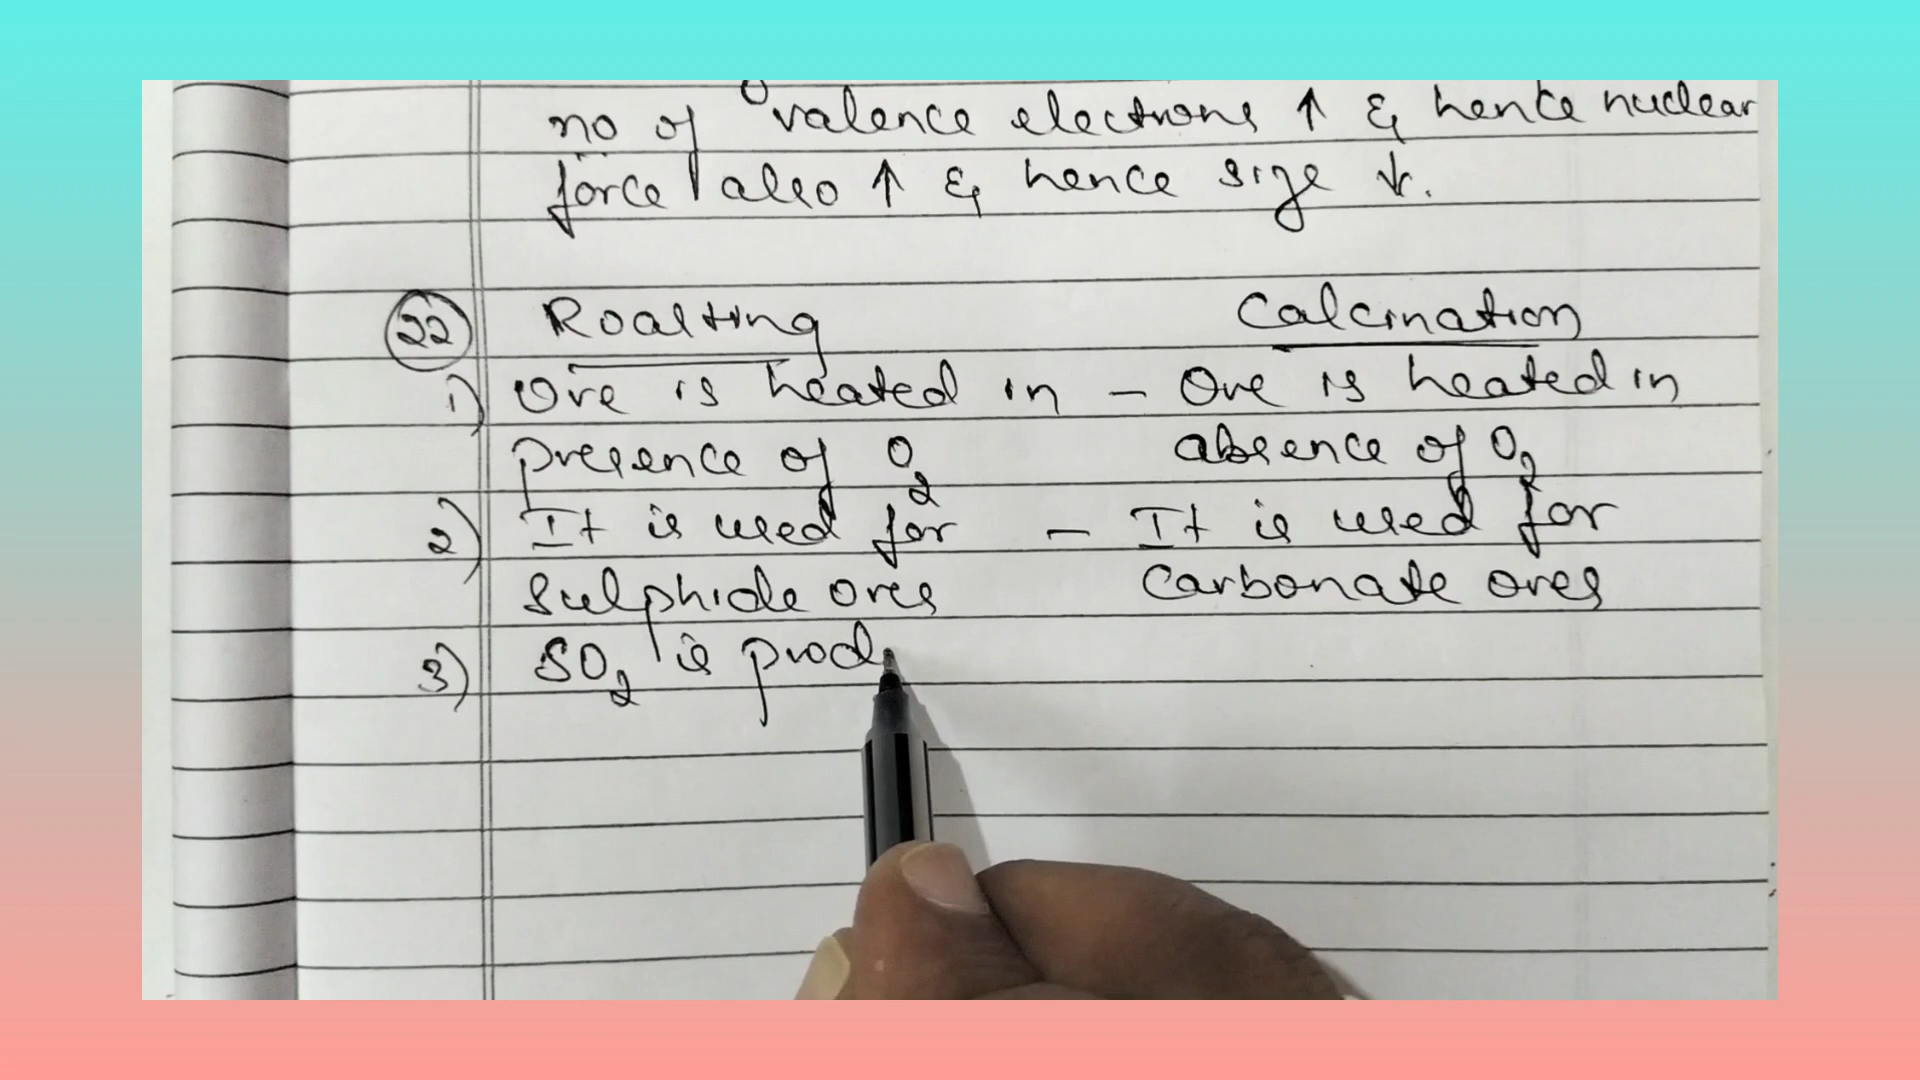 no of valence electrons ↑ & hence nuclear
force also ↑ & hence size ↓.
22 Roasting Calcination
1) Ore is heated in – Ore is heated in
presence of O2 absence of O2
2) It is used for – It is used for
Sulphide ores Carbonate ores
3) SO2 is prod